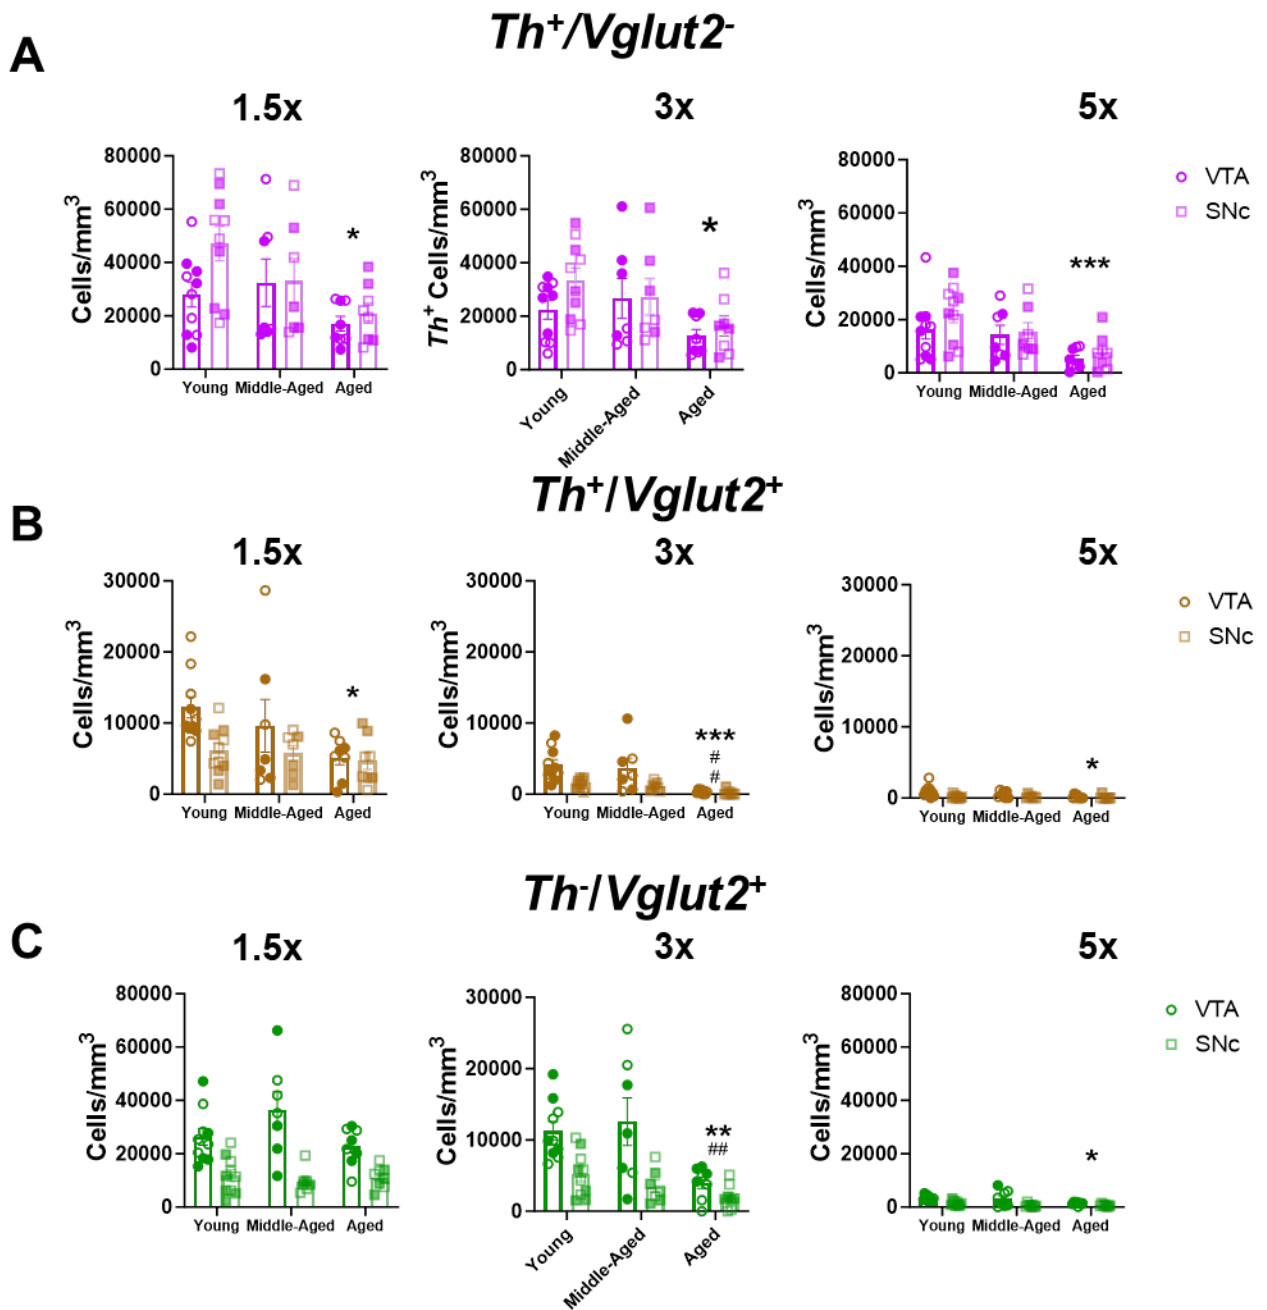 Th⁺/Vglut2⁻
A
1.5x
3x
5x
80000
60000
40000
20000
0
Cells/mm³
Young
Middle-Aged
Aged
*
80000
60000
40000
20000
0
Th⁺ Cells/mm³
Young
Middle-Aged
Aged
*
80000
60000
40000
20000
0
Cells/mm³
Young
Middle-Aged
Aged
***
VTA
SNc
Th⁺/Vglut2⁺
B
1.5x
3x
5x
30000
20000
10000
0
Cells/mm³
Young
Middle-Aged
Aged
*
30000
20000
10000
0
Cells/mm³
Young
Middle-Aged
Aged
***
#
#
30000
20000
10000
0
Cells/mm³
Young
Middle-Aged
Aged
*
VTA
SNc
Th⁻/Vglut2⁺
C
1.5x
3x
5x
80000
60000
40000
20000
0
Cells/mm³
Young
Middle-Aged
Aged
30000
20000
10000
0
Cells/mm³
Young
Middle-Aged
Aged
**
##
80000
60000
40000
20000
0
Cells/mm³
Young
Middle-Aged
Aged
*
VTA
SNc